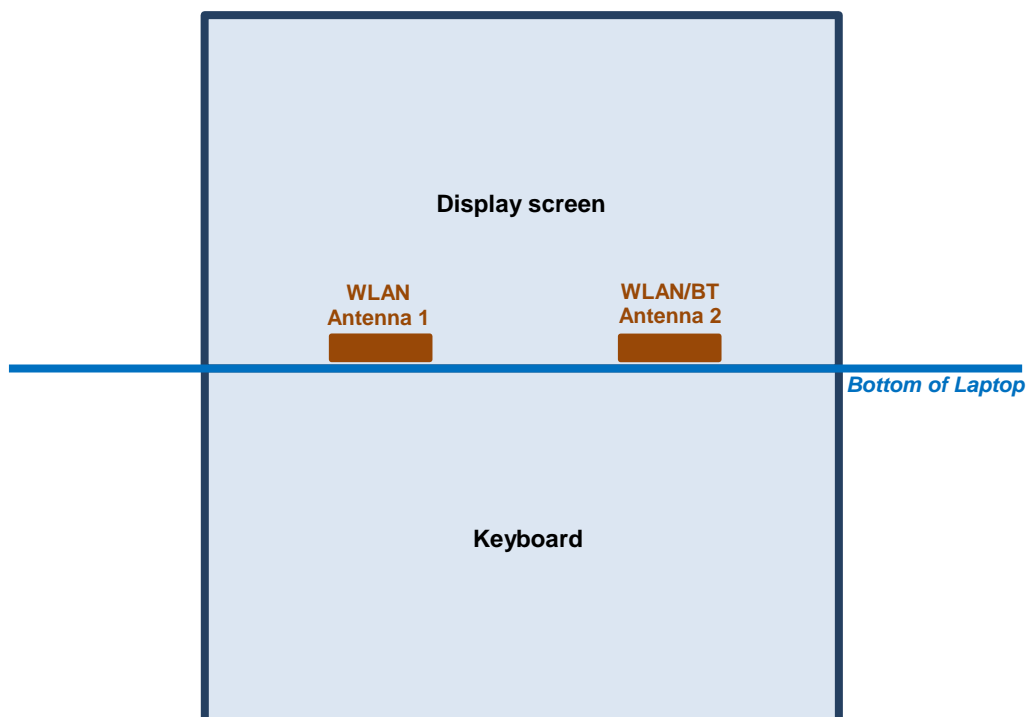 Display screen
WLAN
Antenna 1
WLAN/BT
Antenna 2
Bottom of Laptop
Keyboard